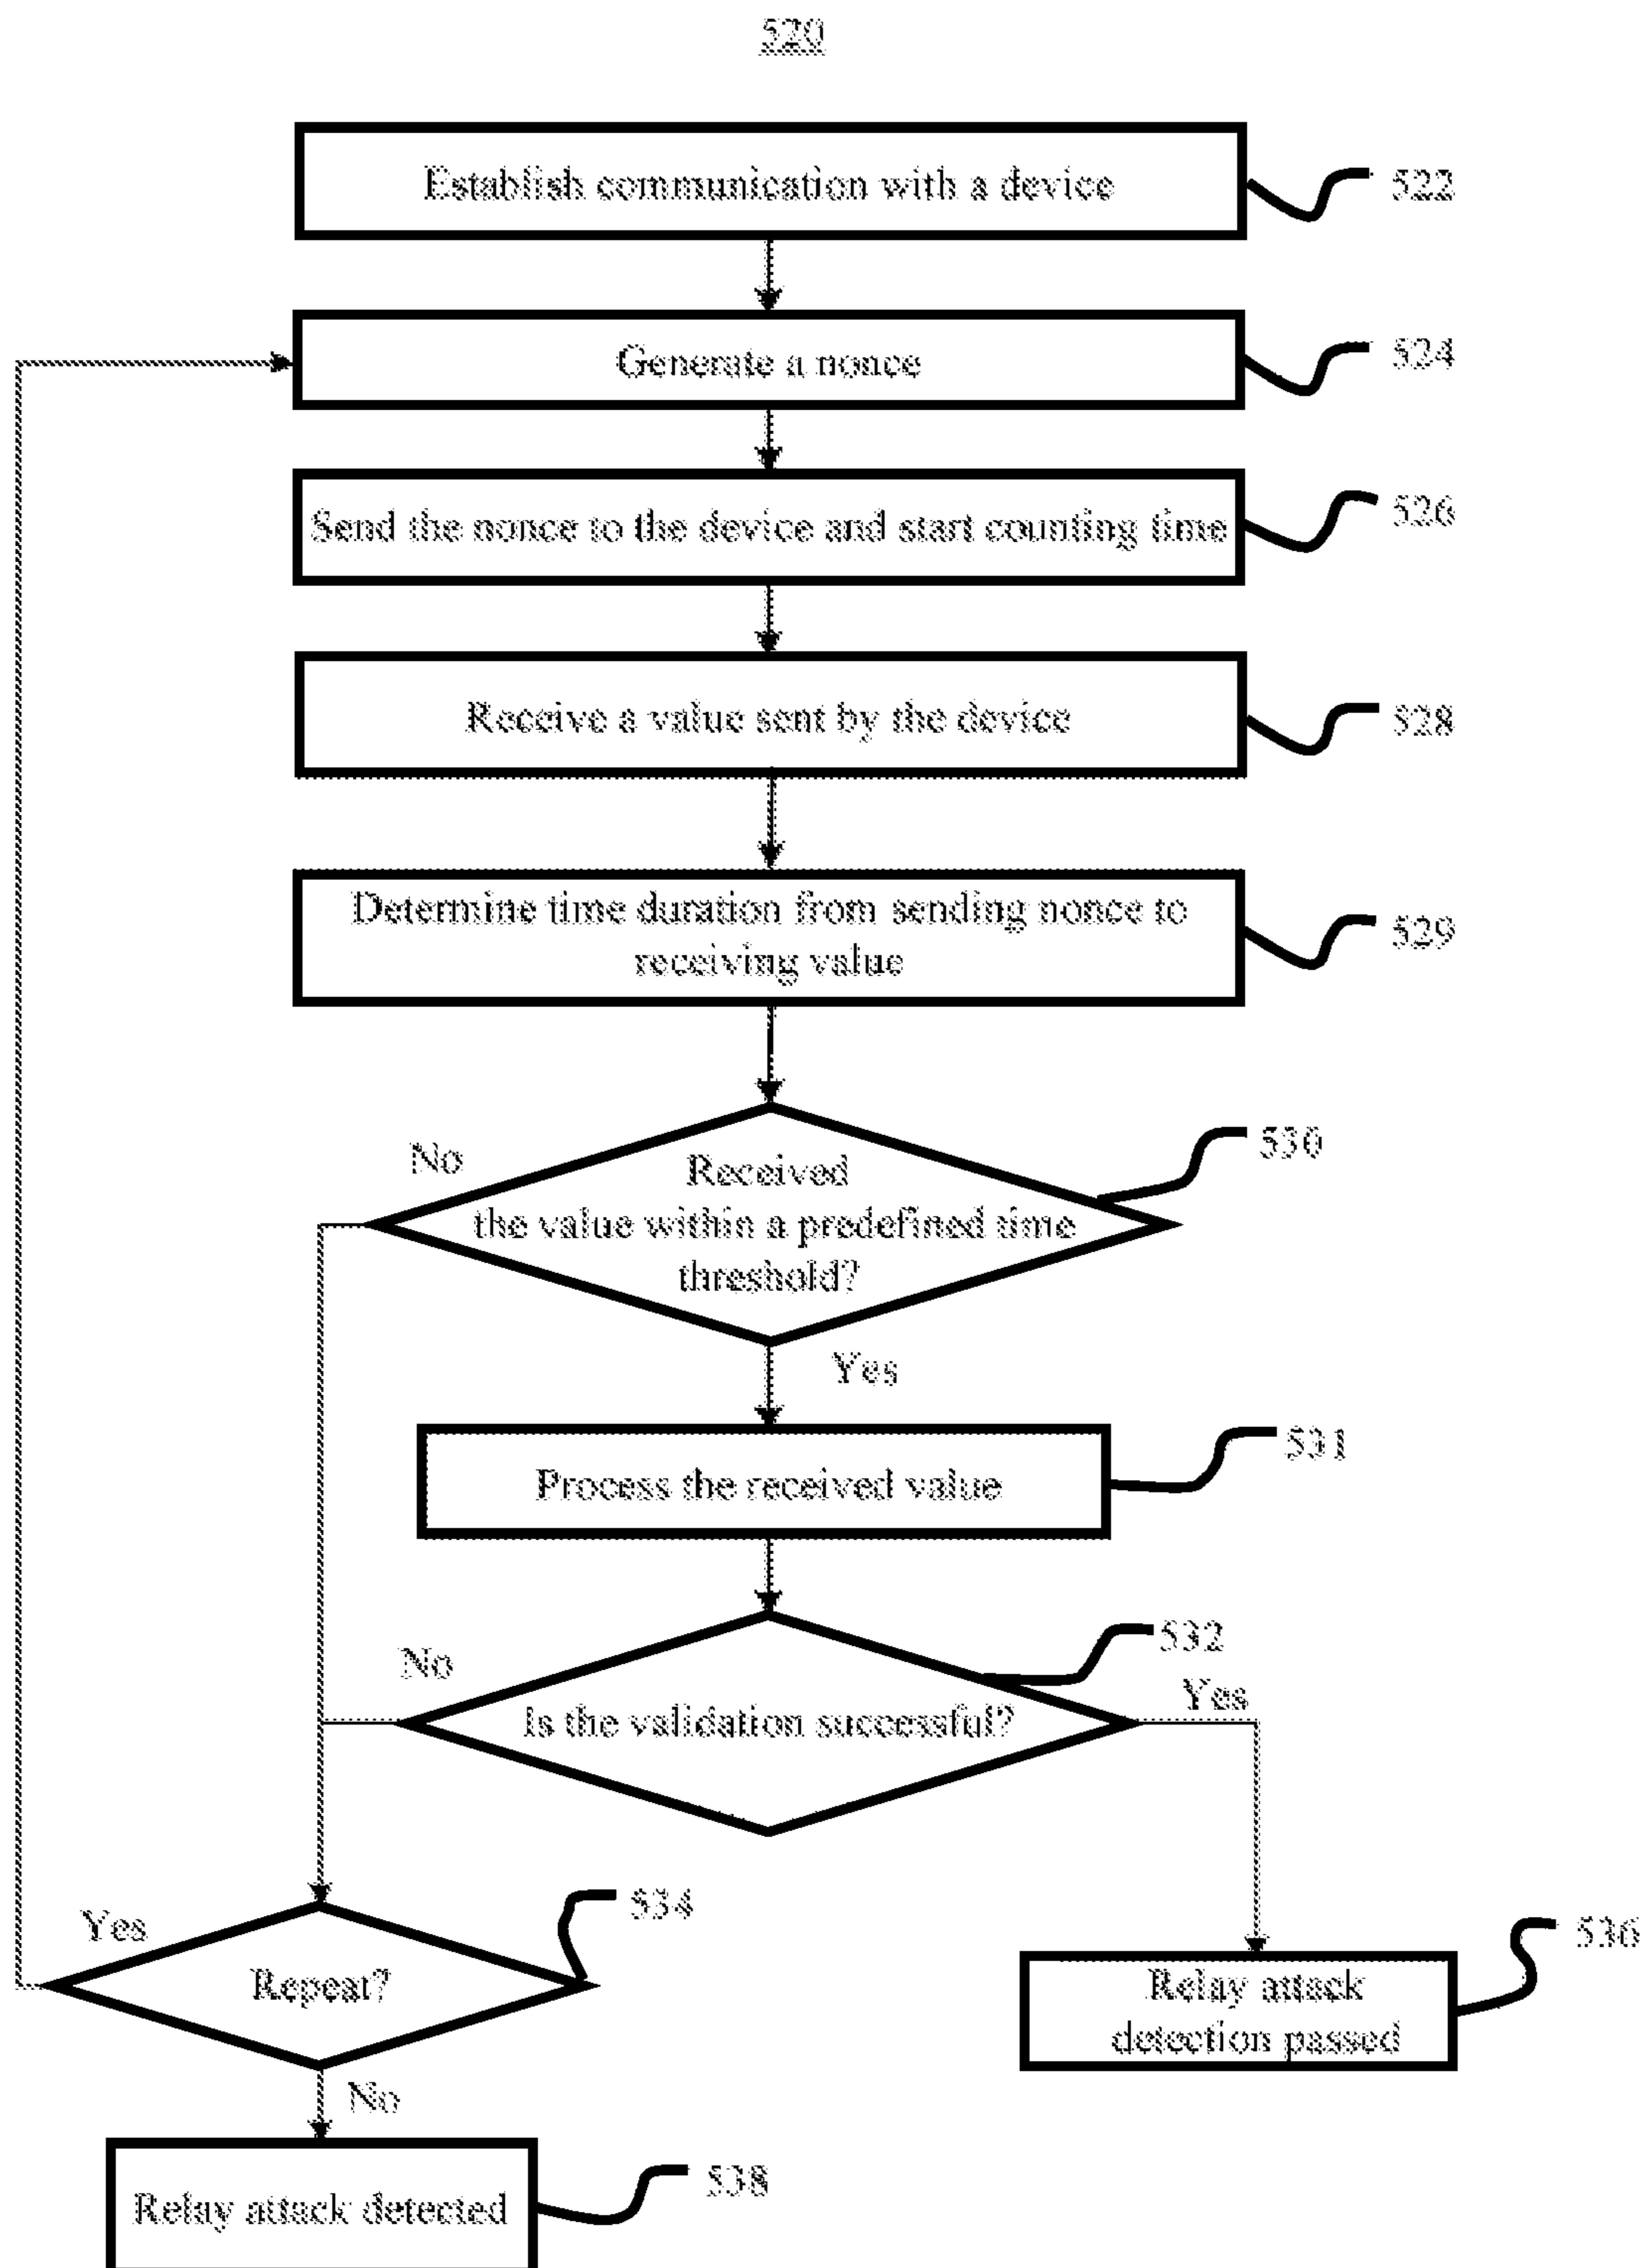 520
Establish communication with a device
522
Generate a nonce
524
Send the nonce to the device and start counting time
526
Receive a value sent by the device
528
Determine time duration from sending nonce to
receiving value
529
No
Received
the value within a predefined time
threshold?
530
Yes
Process the received value
531
No
Is the validation successful?
532
Yes
Yes
Repeat?
534
Relay attack
detection passed
536
No
Relay attack detected
538